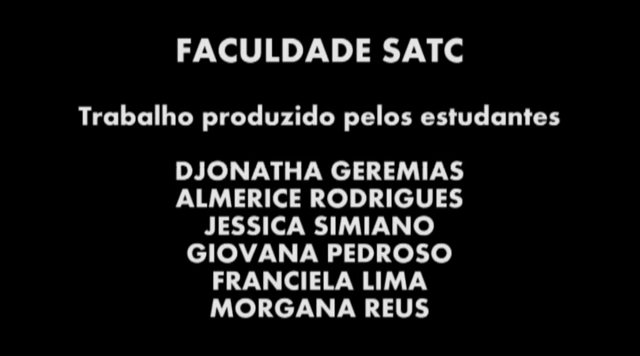 FACULDADE SATC
Trabalho produzido pelos estudantes
DJONATHA GEREMIAS
ALMERICE RODRIGUES
JESSICA SIMIANO
GIOVANA PEDROSO
FRANCIELA LIMA
MORGANA REUS